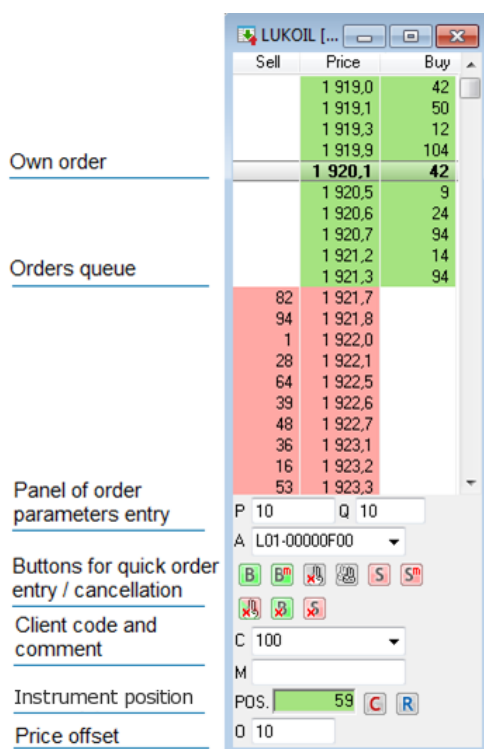 LUKOIL [...
Sell Price Buy
1 919,0 42
1 919,1 50
1 919,3 12
1 919,9 104
Own order
1 920,1 42
1 920,5 9
1 920,6 24
1 920,7 94
1 921,2 14
Orders queue
1 921,3 94
82 1 921,7
94 1 921,8
1 1 922,0
28 1 922,1
64 1 922,5
39 1 922,6
48 1 922,7
36 1 923,1
16 1 923,2
53 1 923,3
Panel of order
parameters entry
P 10 Q 10
A L01-00000F00
Buttons for quick order
entry / cancellation
B Bm S Sm
B S
Client code and
comment
C 100
M
Instrument position
POS. 59 C R
Price offset
O 10